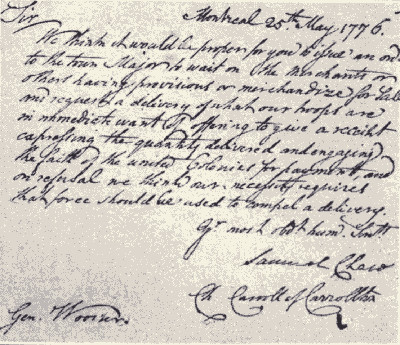 Sir Montreal 25th May 1776.
We think it would be proper for you to issue an ord
to the town Major to wait on the merchants or
others having provisions or merchandize for Sale
and request a delivery of what our troops are
in immediate want of offering to give a receipt
expressing the quantity delivered and engaging
the faith of the united Colonies for payment, and
on refusal we think our necessity requires
that force should be used to compel a delivery.
Yr most obdt humb. Servts
Samuel Chase
Ch. Carroll of Carrollton
Gen. Wooster